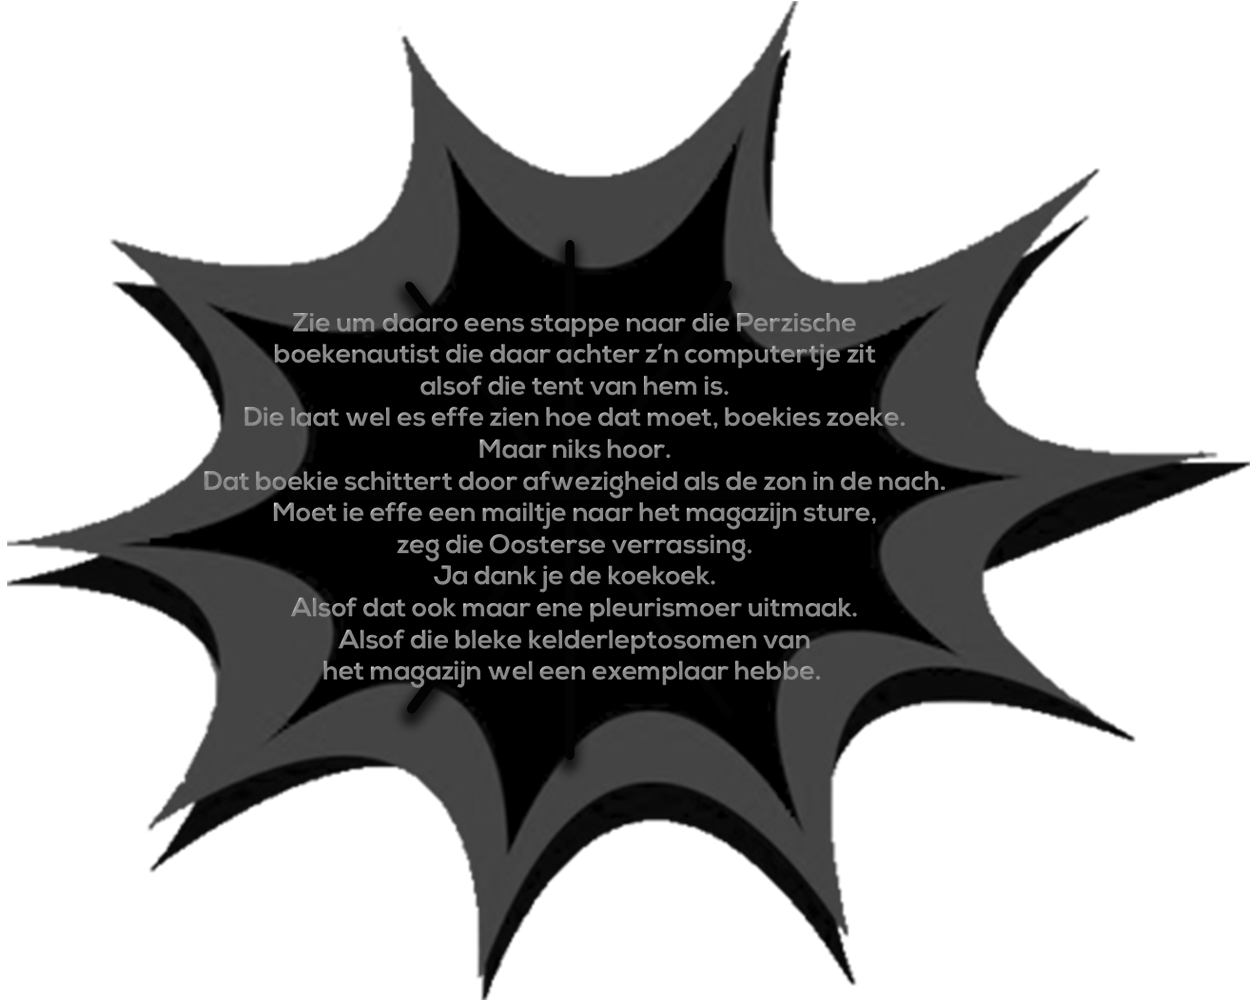 Zie um daaro eens stappe naar die Perzische
boekenautist die daar achter z'n computertje zit
alsof die tent van hem is.
Die laat wel es effe zien hoe dat moet, boekies zoeke.
Maar niks hoor.
Dat boekie schittert door afwezigheid als de zon in de nach.
Moet ie effe een mailtje naar het magazijn sture,
zeg die Oosterse verrassing.
Ja dank je de koekoek.
Alsof dat ook maar ene pleurismoer uitmaak.
Alsof die bleke kelderleptosomen van
het magazijn wel een exemplaar hebbe.